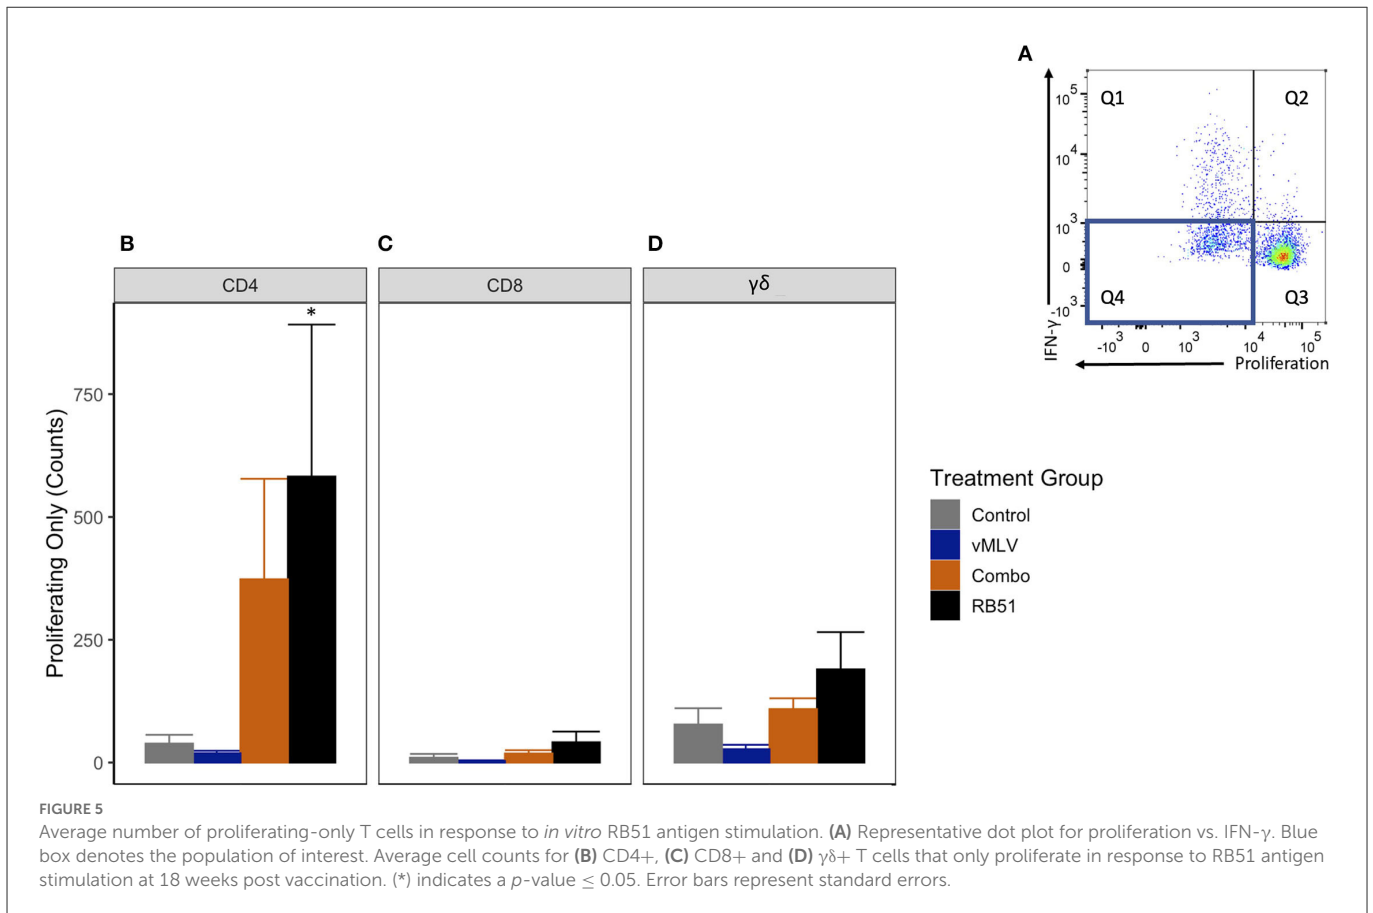 A
Q1
Q2
10^5
10^4
10^3
0
-10^3
Q4
Q3
IFN-γ
-10^3 0 10^3 10^4 10^5
Proliferation
B
C
D
CD4
CD8
γδ _
*
Proliferating Only (Counts)
750
500
250
0
Treatment Group
Control
vMLV
Combo
RB51
FIGURE 5
Average number of proliferating-only T cells in response to in vitro RB51 antigen stimulation. (A) Representative dot plot for proliferation vs. IFN-γ. Blue
box denotes the population of interest. Average cell counts for (B) CD4+, (C) CD8+ and (D) γδ+ T cells that only proliferate in response to RB51 antigen
stimulation at 18 weeks post vaccination. (*) indicates a p-value ≤ 0.05. Error bars represent standard errors.